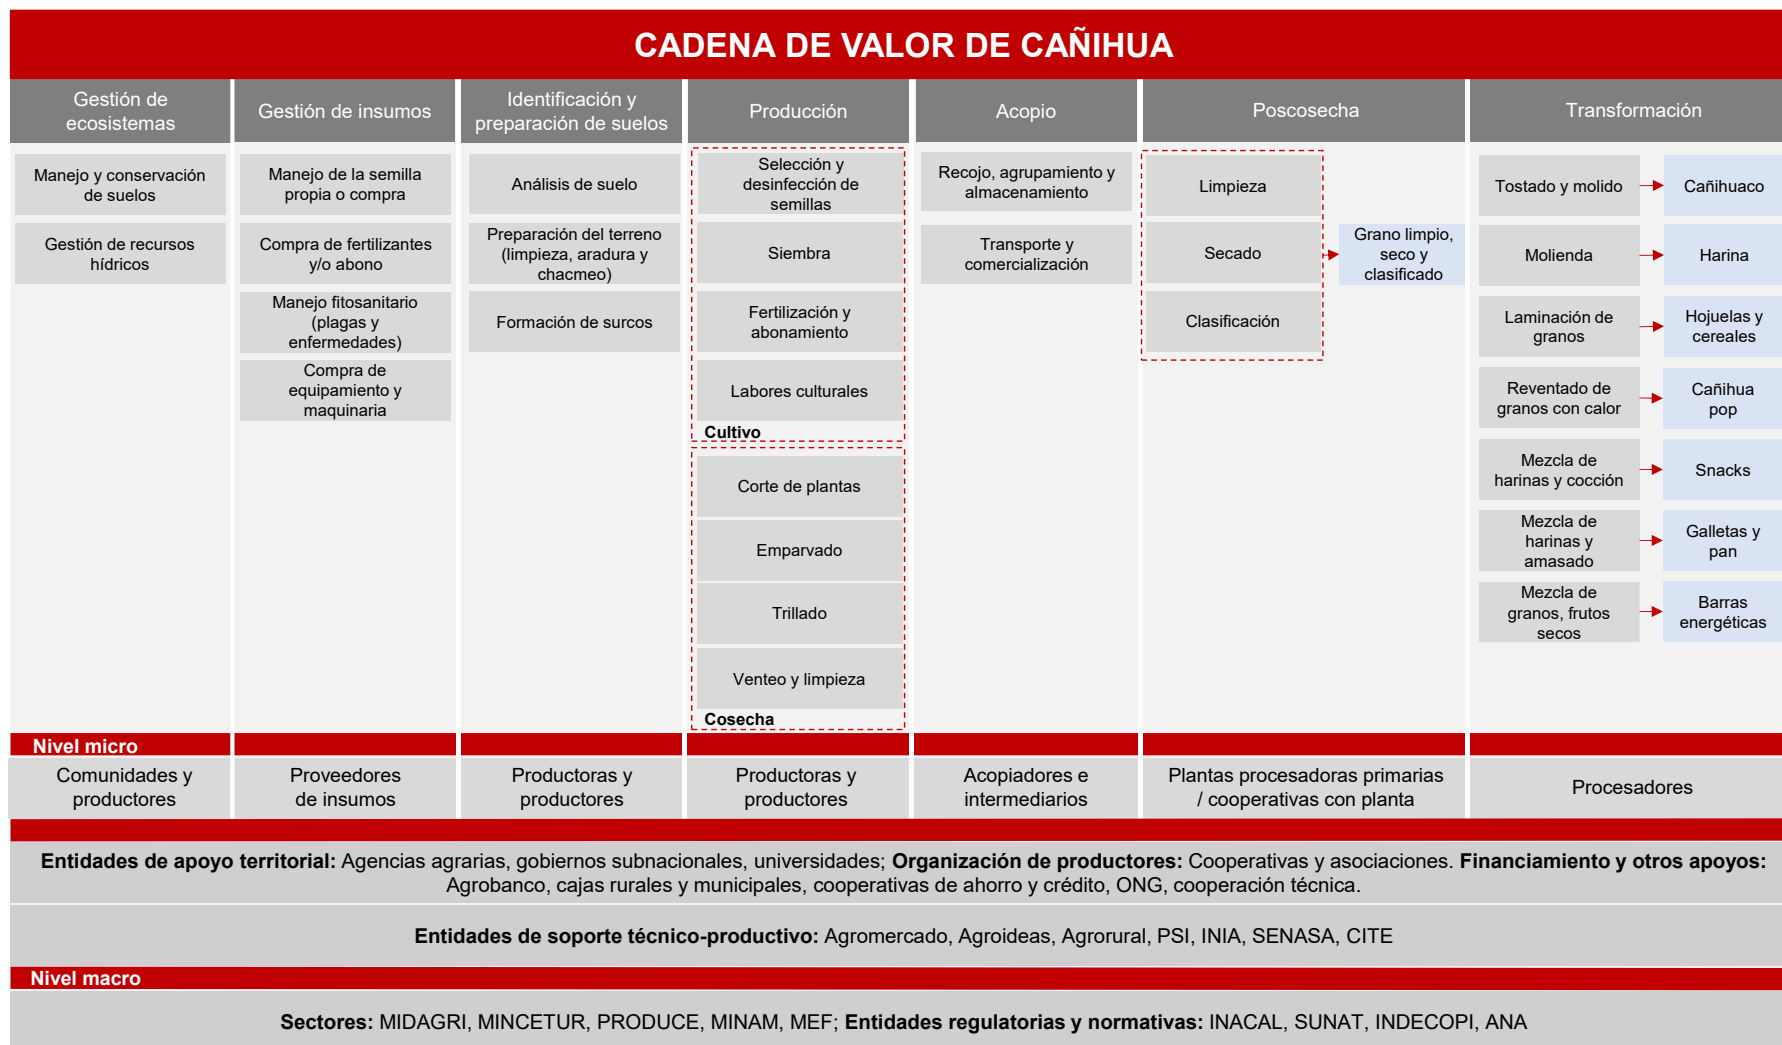 CADENA DE VALOR DE CAÑIHUA
Gestión de
ecosistemas
Gestión de insumos
Identificación y
preparación de suelos
Producción
Acopio
Poscosecha
Transformación
Manejo y conservación
de suelos
Gestión de recursos
hídricos
Manejo de la semilla
propia o compra
Compra de fertilizantes
y/o abono
Manejo fitosanitario
(plagas y
enfermedades)
Compra de
equipamiento y
maquinaria
Análisis de suelo
Preparación del terreno
(limpieza, aradura y
chacmeo)
Formación de surcos
Selección y
desinfección de
semillas
Siembra
Fertilización y
abonamiento
Labores culturales
Cultivo
Corte de plantas
Emparvado
Trillado
Venteo y limpieza
Cosecha
Recojo, agrupamiento y
almacenamiento
Transporte y
comercialización
Limpieza
Secado
Clasificación
Grano limpio,
seco y
clasificado
Tostado y molido
Cañihuaco
Molienda
Harina
Laminación de
granos
Hojuelas y
cereales
Reventado de
granos con calor
Cañihua
pop
Mezcla de
harinas y cocción
Snacks
Mezcla de
harinas y
amasado
Galletas y
pan
Mezcla de
granos, frutos
secos
Barras
energéticas
Nivel micro
Comunidades y
productores
Proveedores
de insumos
Productoras y
productores
Productoras y
productores
Acopiadores e
intermediarios
Plantas procesadoras primarias
/ cooperativas con planta
Procesadores
Entidades de apoyo territorial: Agencias agrarias, gobiernos subnacionales, universidades; Organización de productores: Cooperativas y asociaciones. Financiamiento y otros apoyos:
Agrobanco, cajas rurales y municipales, cooperativas de ahorro y crédito, ONG, cooperación técnica.
Entidades de soporte técnico-productivo: Agromercado, Agroideas, Agrorural, PSI, INIA, SENASA, CITE
Nivel macro
Sectores: MIDAGRI, MINCETUR, PRODUCE, MINAM, MEF; Entidades regulatorias y normativas: INACAL, SUNAT, INDECOPI, ANA